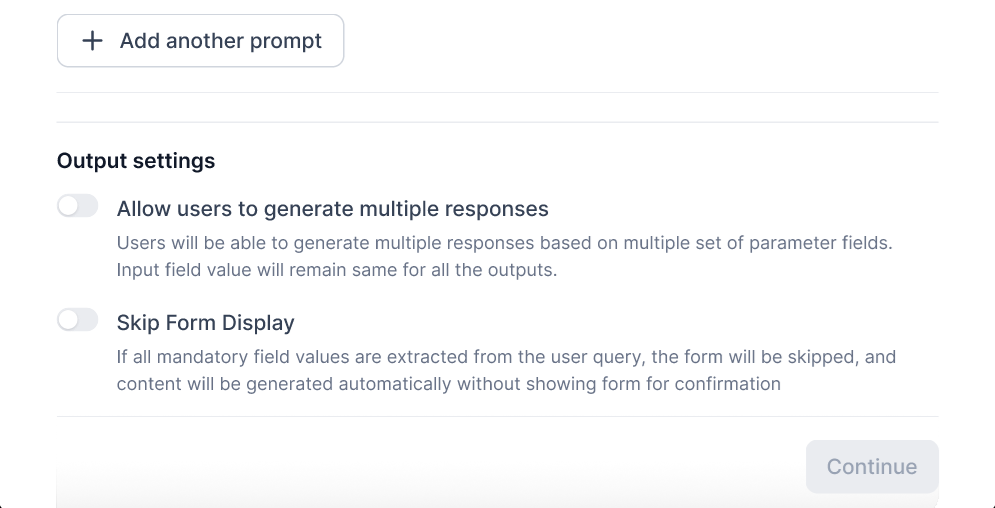 Add another prompt
Output settings
Allow users to generate multiple responses
Users will be able to generate multiple responses based on multiple set of parameter fields.
Input field value will remain same for all the outputs.
Skip Form Display
If all mandatory field values are extracted from the user query, the form will be skipped, and
content will be generated automatically without showing form for confirmation
Continue